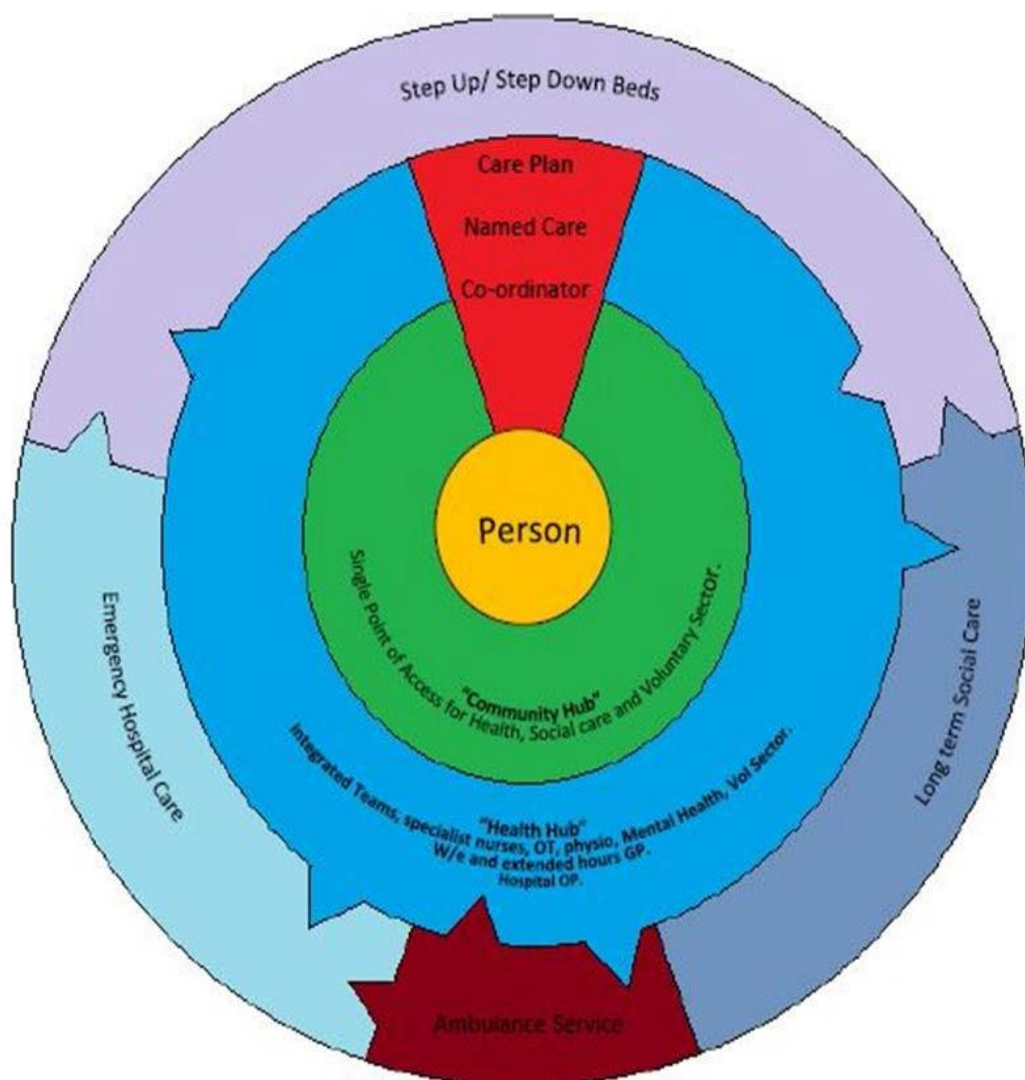 Step Up/ Step Down Beds
Care Plan
Named Care
Co-ordinator
Person
"Community Hub"
Single Point of Access for Health, Social care and Voluntary Sector.
"Health Hub"
Integrated Teams, specialist nurses, OT, physio, Mental Health, Vol Sector.
W/e and extended hours GP.
Hospital OP.
Emergency Hospital Care
Long term Social Care
Ambulance Service